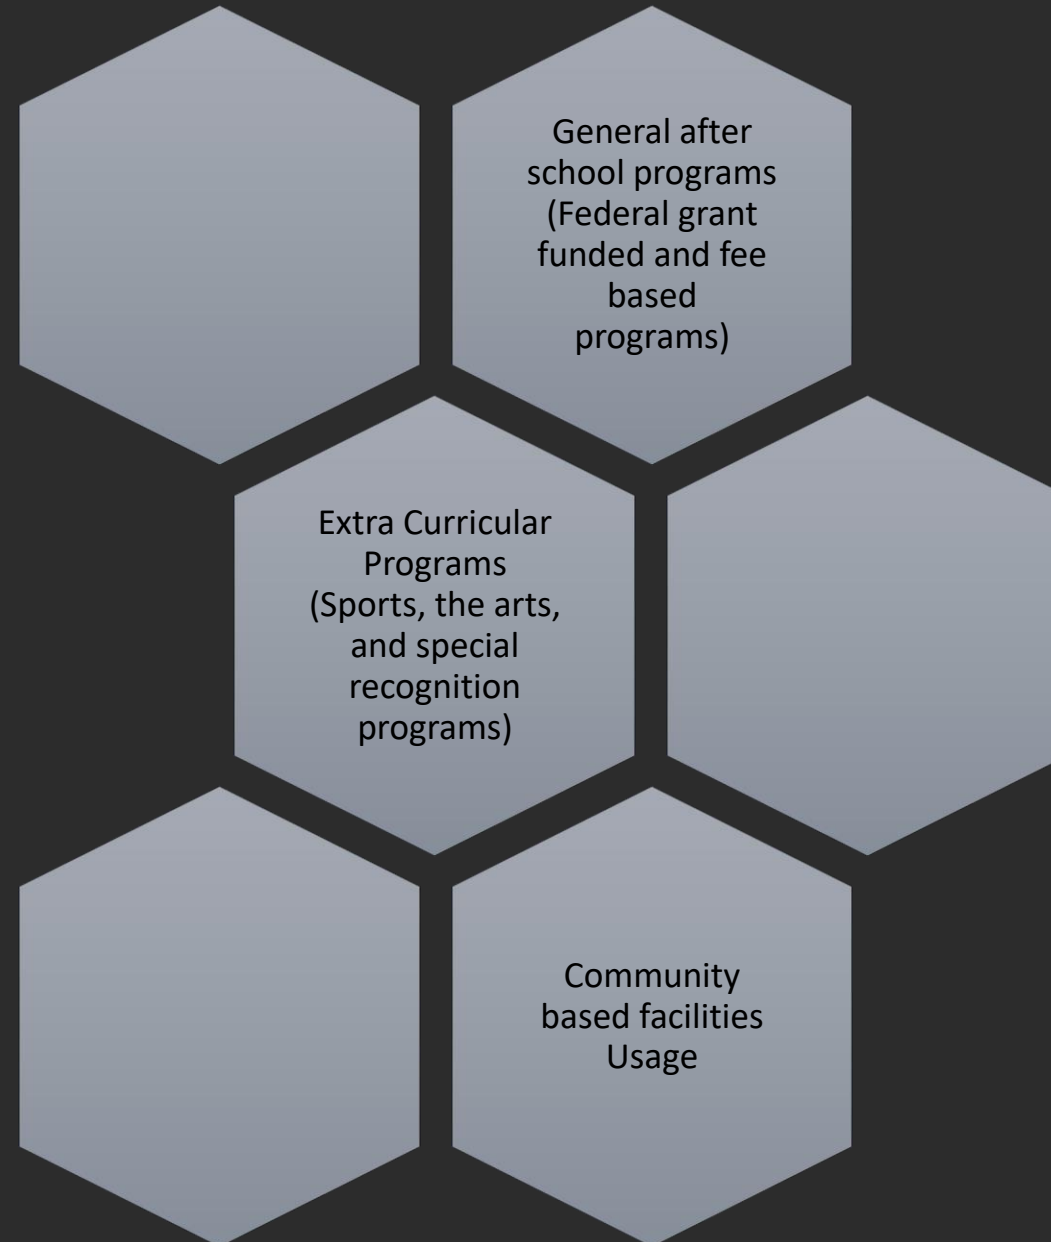 General after
school programs
(Federal grant
funded and fee
based
programs)
Extra Curricular
Programs
(Sports, the arts,
and special
recognition
programs)
Community
based facilities
Usage